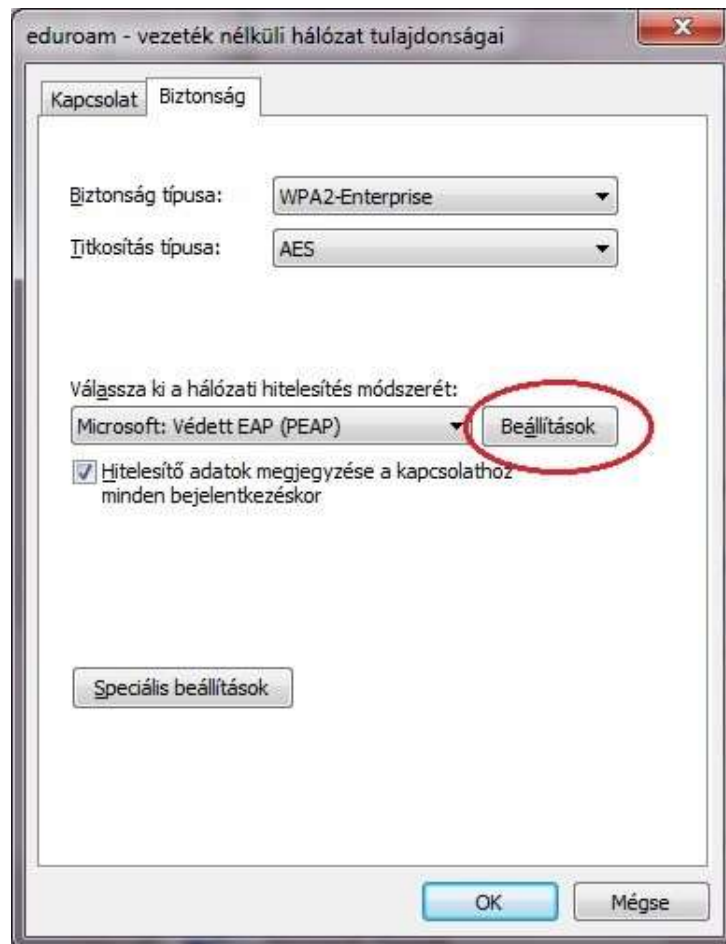 eduroam - vezeték nélküli hálózat tulajdonságai
Kapcsolat Biztonság
Biztonság típusa: WPA2-Enterprise
Titkosítás típusa: AES
Válassza ki a hálózati hitelesítés módszerét:
Microsoft: Védett EAP (PEAP) Beállítások
Hitelesítő adatok megjegyzése a kapcsolathoz
minden bejelentkezéskor
Speciális beállítások
OK Mégse